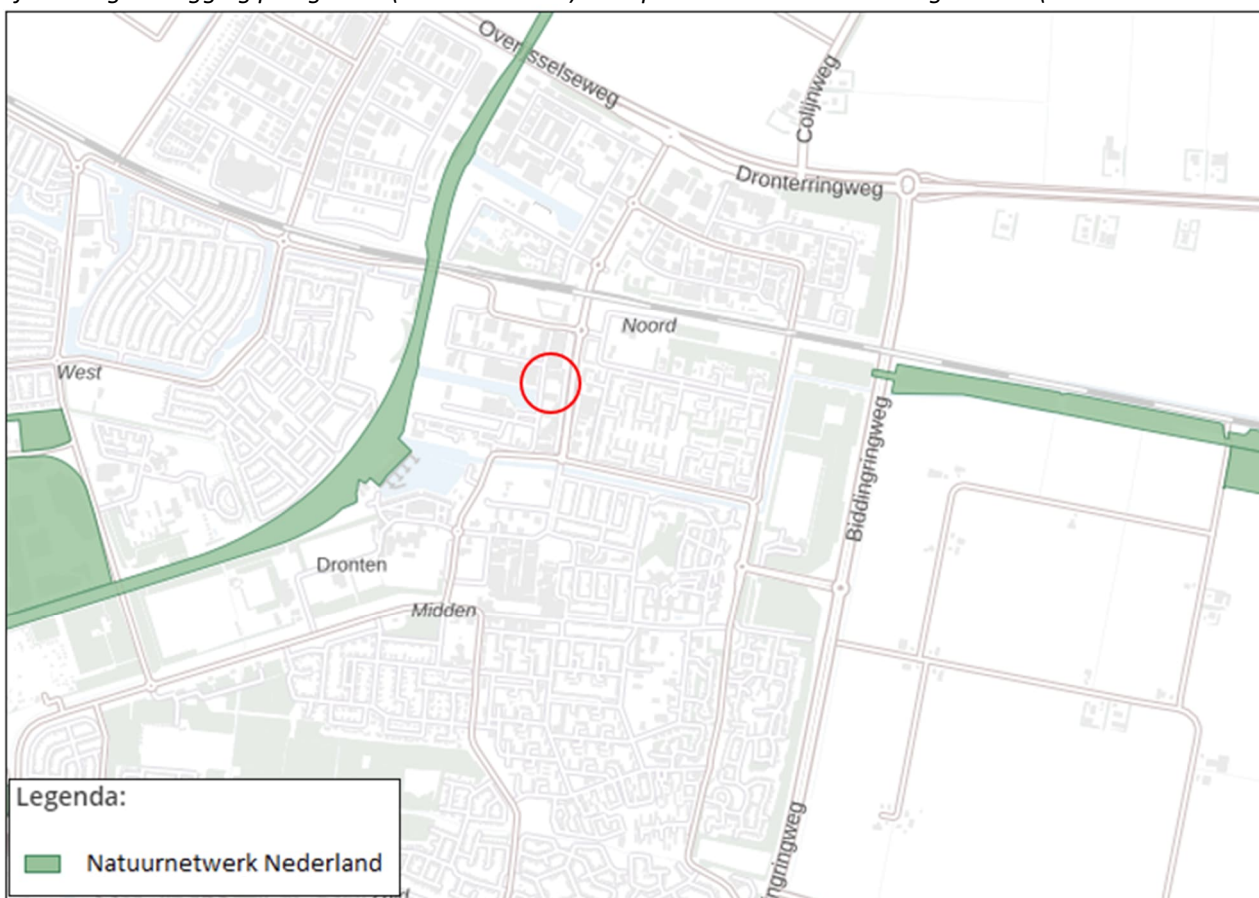 Overijsselseweg
Colijnweg
Dronterringweg
Noord
West
Biddingringweg
Dronten
Midden
Legenda:
Natuurnetwerk Nederland